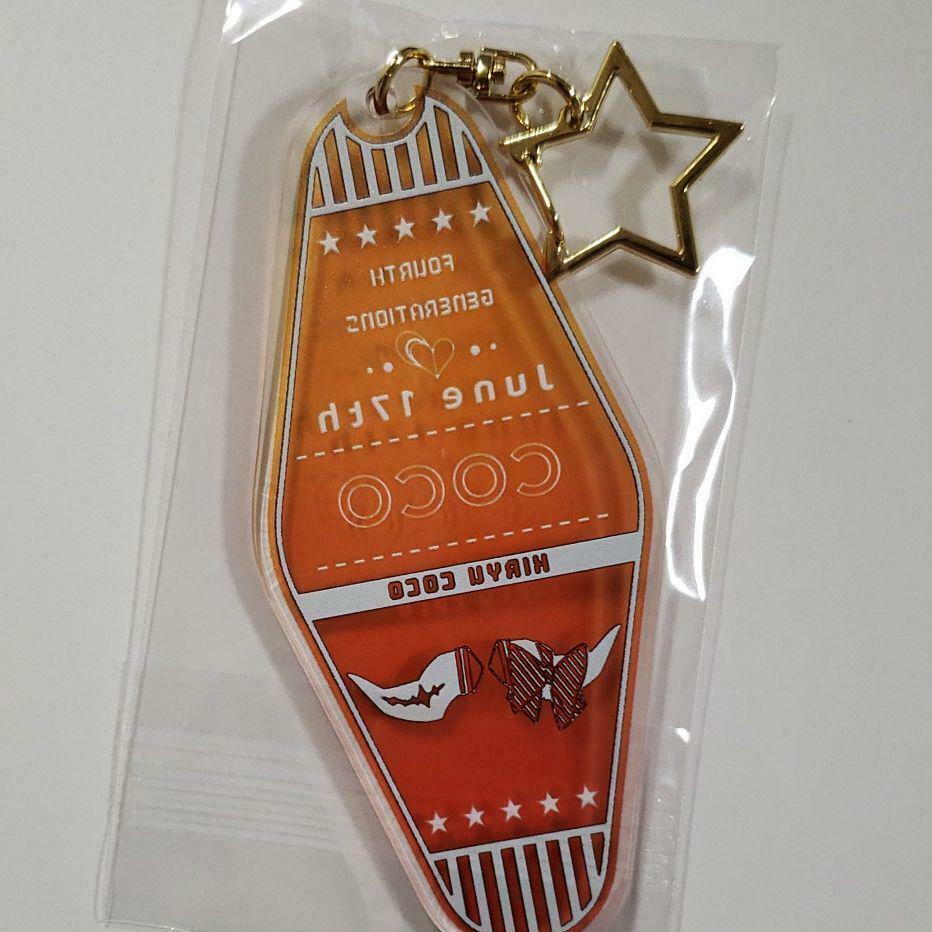 FOURTH
GENERATIONS
June 17th
COCO
KIRYU COCO